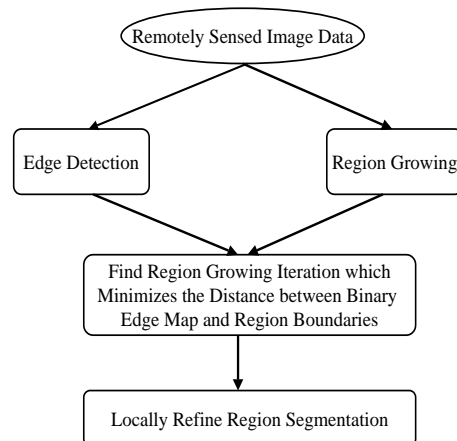 Remotely Sensed Image Data
Edge Detection
Region Growing
Find Region Growing Iteration which
Minimizes the Distance between Binary
Edge Map and Region Boundaries
Locally Refine Region Segmentation